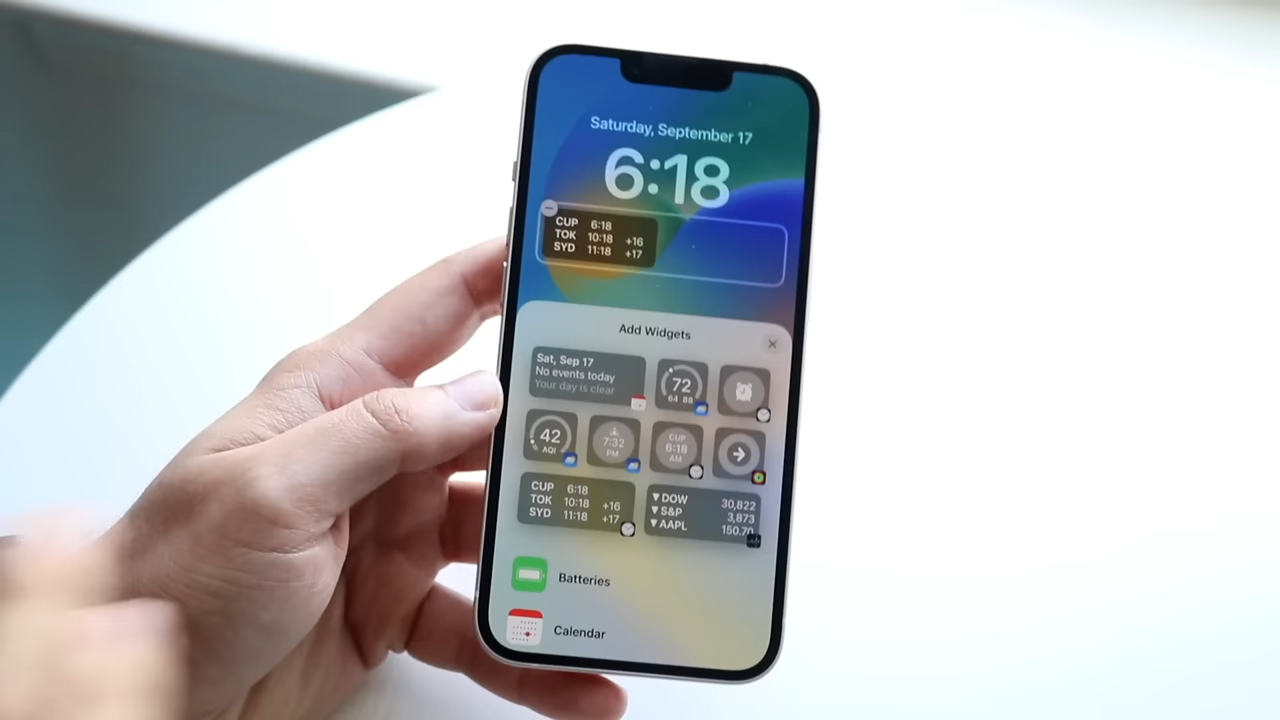 Saturday, September 17
6:18
CUP 6:18
TOK 10:18 +16
SYD 11:18 +17
Add Widgets
Sat, Sep 17
No events today
Your day is clear
72
64 88
42
AQI
7:32
PM
CUP
6:18
AM
CUP 6:18
TOK 10:18 +16
SYD 11:18 +17
▼DOW 30,822
▼S&P 3,873
▼AAPL 150.70
Batteries
Calendar